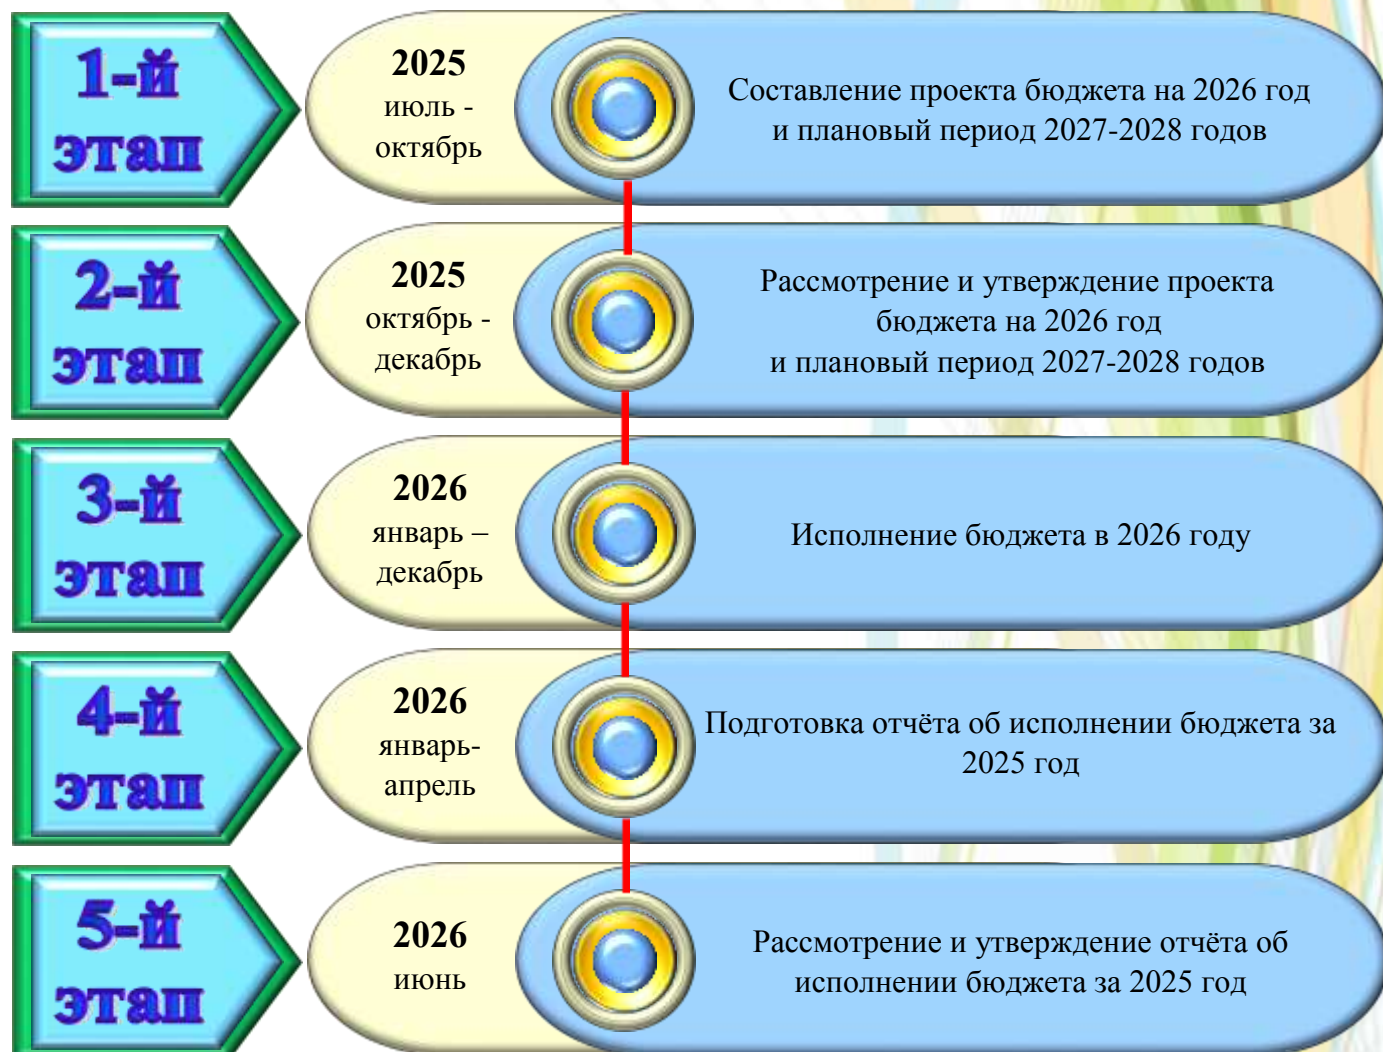 1-й
этап
2025
июль -
октябрь
Составление проекта бюджета на 2026 год
и плановый период 2027-2028 годов
2-й
этап
2025
октябрь -
декабрь
Рассмотрение и утверждение проекта
бюджета на 2026 год
и плановый период 2027-2028 годов
3-й
этап
2026
январь –
декабрь
Исполнение бюджета в 2026 году
4-й
этап
2026
январь-
апрель
Подготовка отчёта об исполнении бюджета за
2025 год
5-й
этап
2026
июнь
Рассмотрение и утверждение отчёта об
исполнении бюджета за 2025 год